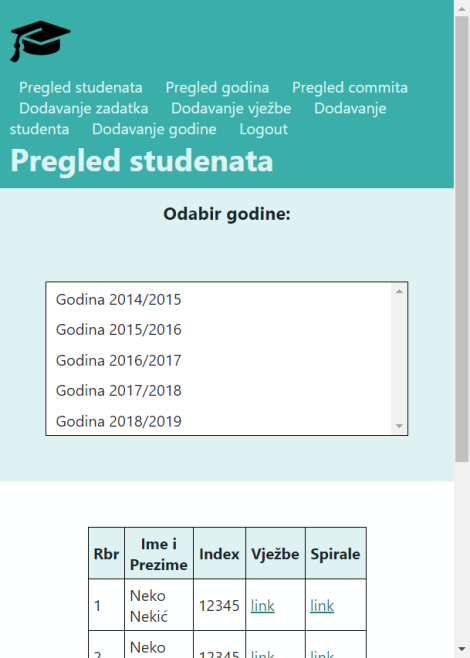 Pregled studenata Pregled godina Pregled commita
Dodavanje zadatka Dodavanje vježbe Dodavanje
studenta Dodavanje godine Logout
Pregled studenata
Odabir godine:
Godina 2014/2015
Godina 2015/2016
Godina 2016/2017
Godina 2017/2018
Godina 2018/2019
Rbr Ime i Prezime Index Vježbe Spirale
1 Neko Nekić 12345 link link
2 Neko 12345 link link